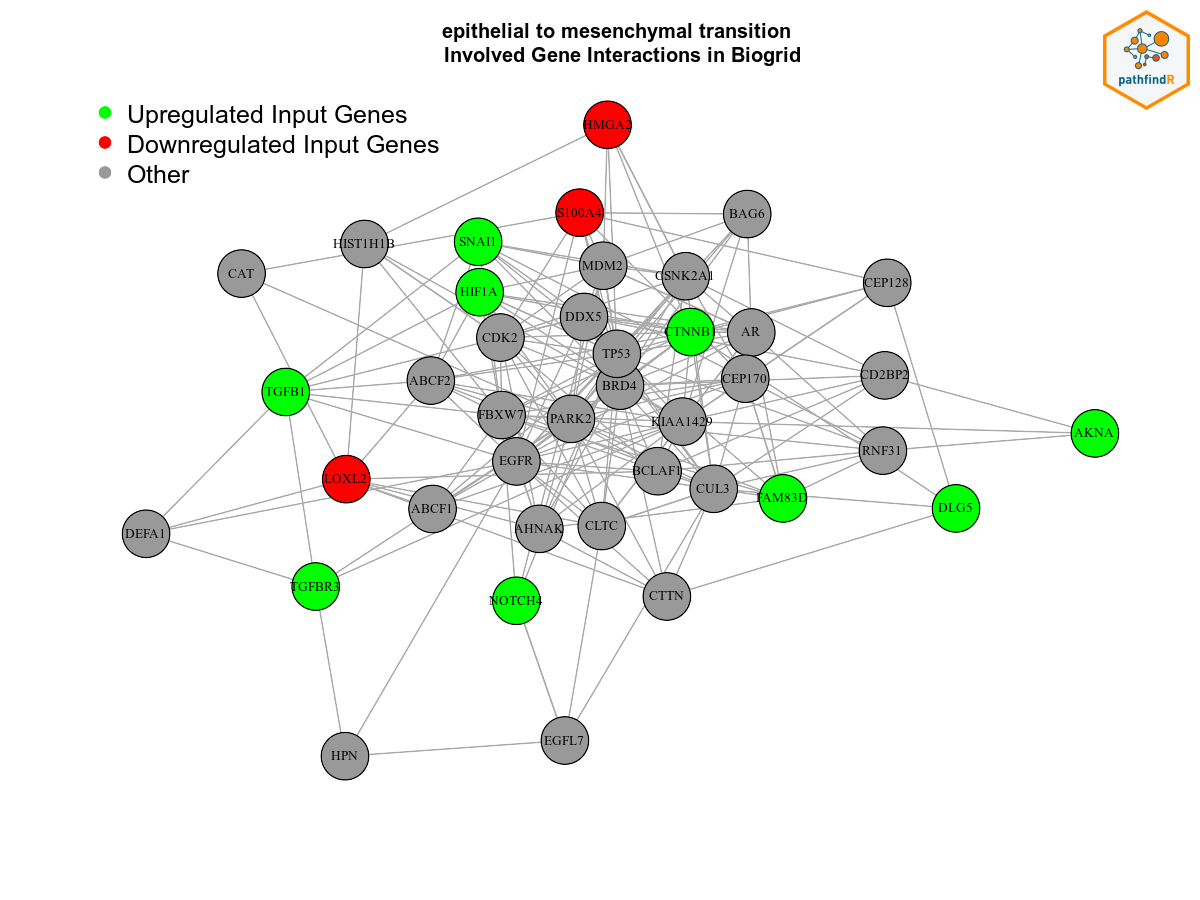 epithelial to mesenchymal transition
Involved Gene Interactions in Biogrid
pathfindR
Upregulated Input Genes
Downregulated Input Genes
Other
HMGA2
S100A4
BAG6
HIST1H1B
SNAI1
CAT
MDM2
CSNK2A1
CEP128
HIF1A
DDX5
CDK2
CTNNB1
AR
TP53
ABCF2
BRD4
CEP170
CD2BP2
TGFB1
FBXW7
PARK2
KIAA1429
AKNA
EGFR
BCLAF1
RNF31
LOXL2
CUL3
FAM83D
ABCF1
DLG5
DEFA1
AHNAK
CLTC
TGFBR3
NOTCH4
CTTN
HPN
EGFL7